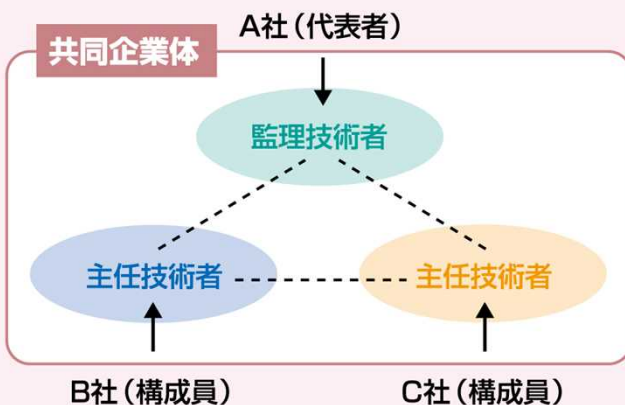 A社（代表者）
共同企業体
監理技術者
主任技術者
主任技術者
B社（構成員）
C社（構成員）